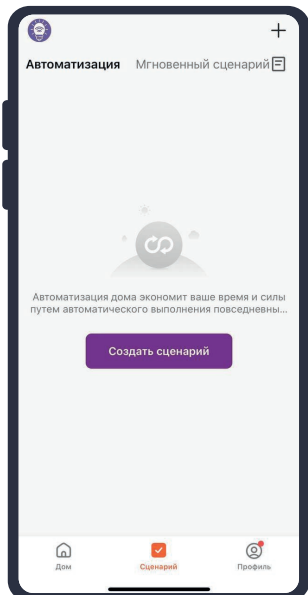 Автоматизация Мгновенный сценарий
Автоматизация дома экономит ваше время и силы
путем автоматического выполнения повседневны...
Создать сценарий
Дом Сценарий Профиль